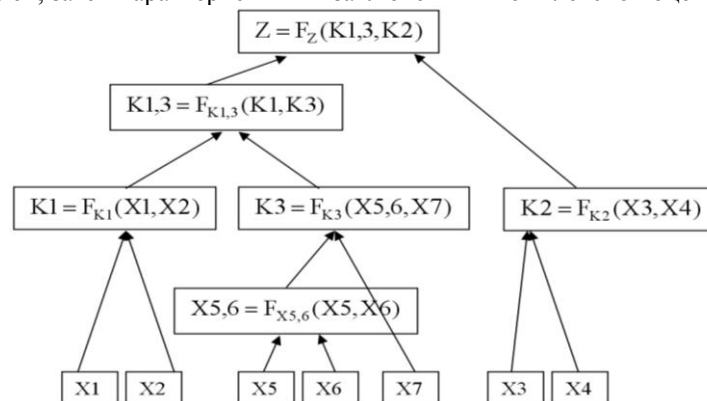 Z = F_Z(K1,3,K2)
K1,3 = F_K1,3(K1,K3)
K1 = F_K1(X1,X2)
K3 = F_K3(X5,6,X7)
K2 = F_K2(X3,X4)
X5,6 = F_X5,6(X5,X6)
X1
X2
X5
X6
X7
X3
X4